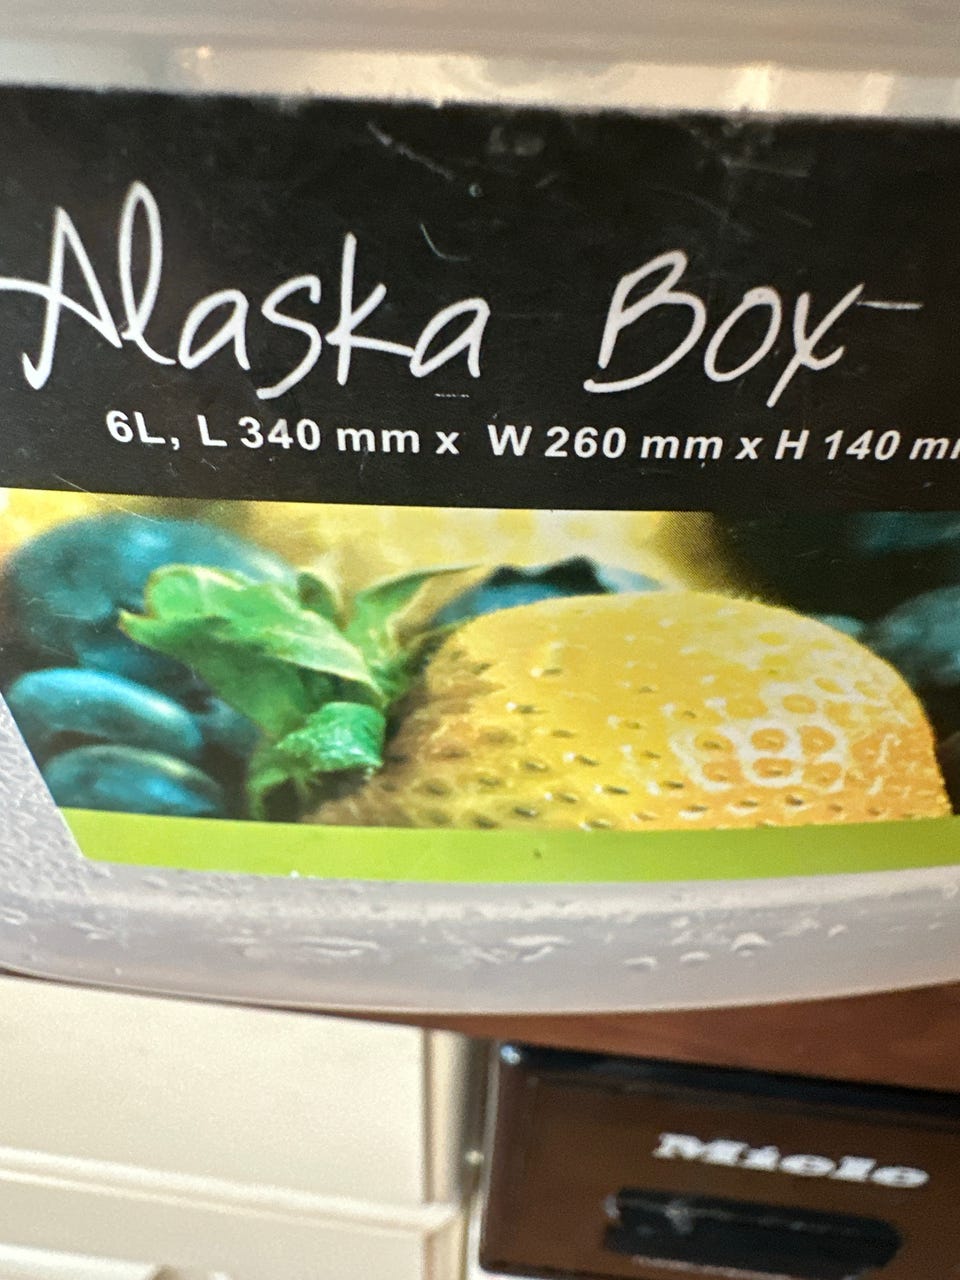 Alaska Box
6L, L 340 mm x W 260 mm x H 140 m
Miele